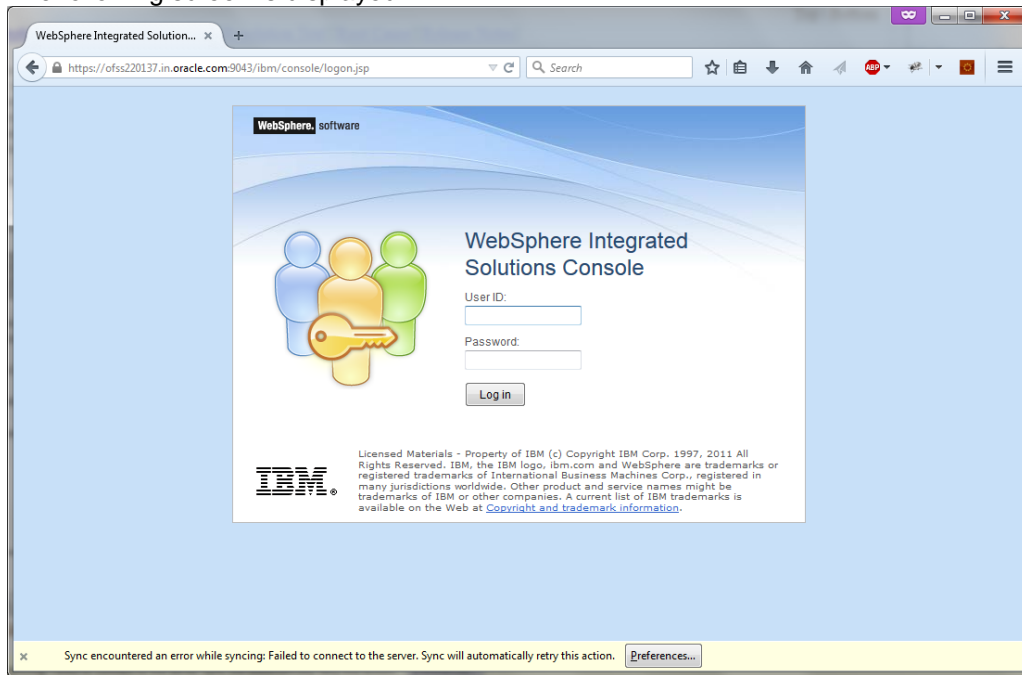 WebSphere Integrated Solution... × +
https://ofss220137.in.oracle.com:9043/ibm/console/logon.jsp
Search
ABP
WebSphere. software
WebSphere Integrated
Solutions Console
User ID:
Password:
Log in
IBM®
Licensed Materials - Property of IBM (c) Copyright IBM Corp. 1997, 2011 All
Rights Reserved. IBM, the IBM logo, ibm.com and WebSphere are trademarks or
registered trademarks of International Business Machines Corp., registered in
many jurisdictions worldwide. Other product and service names might be
trademarks of IBM or other companies. A current list of IBM trademarks is
available on the Web at Copyright and trademark information.
× Sync encountered an error while syncing: Failed to connect to the server. Sync will automatically retry this action. Preferences...